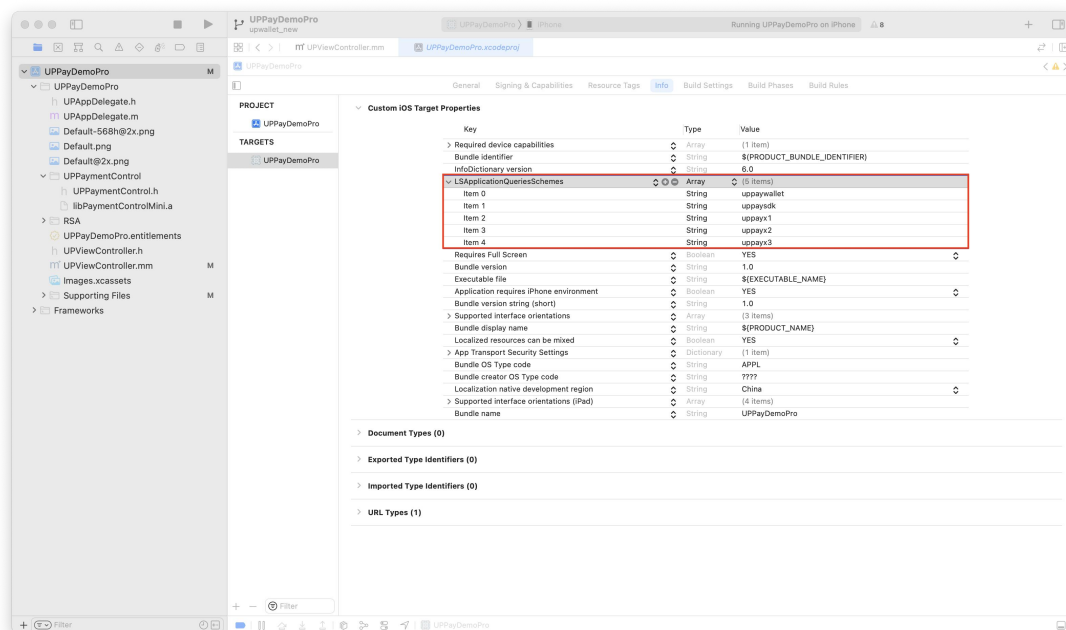 UPPayDemoPro
upwallet_new
UPPayDemoPro 〉 iPhone
Running UPPayDemoPro on iPhone
8
UPViewController.mm
UPPayDemoPro.xcodeproj
UPPayDemoPro M
UPPayDemoPro
UPAppDelegate.h
UPAppDelegate.m
Default-568h@2x.png
Default.png
Default@2x.png
UPPaymentControl
UPPaymentControl.h
libPaymentControlMini.a
RSA
UPPayDemoPro.entitlements
UPViewController.h
UPViewController.mm M
Images.xcassets
Supporting Files M
Frameworks
Filter
UPPayDemoPro
General Signing & Capabilities Resource Tags Info Build Settings Build Phases Build Rules
PROJECT
UPPayDemoPro
TARGETS
UPPayDemoPro
Filter
Custom iOS Target Properties
Key Type Value
Required device capabilities Array (1 item)
Bundle identifier String $(PRODUCT_BUNDLE_IDENTIFIER)
InfoDictionary version String 6.0
LSApplicationQueriesSchemes Array (5 items)
Item 0 String uppaywallet
Item 1 String uppaysdk
Item 2 String uppayx1
Item 3 String uppayx2
Item 4 String uppayx3
Requires Full Screen Boolean YES
Bundle version String 1.0
Executable file String ${EXECUTABLE_NAME}
Application requires iPhone environment Boolean YES
Bundle version string (short) String 1.0
Supported interface orientations Array (3 items)
Bundle display name String ${PRODUCT_NAME}
Localized resources can be mixed Boolean YES
App Transport Security Settings Dictionary (1 item)
Bundle OS Type code String APPL
Bundle creator OS Type code String ????
Localization native development region String China
Supported interface orientations (iPad) Array (4 items)
Bundle name String UPPayDemoPro
Document Types (0)
Exported Type Identifiers (0)
Imported Type Identifiers (0)
URL Types (1)
UPPayDemoPro